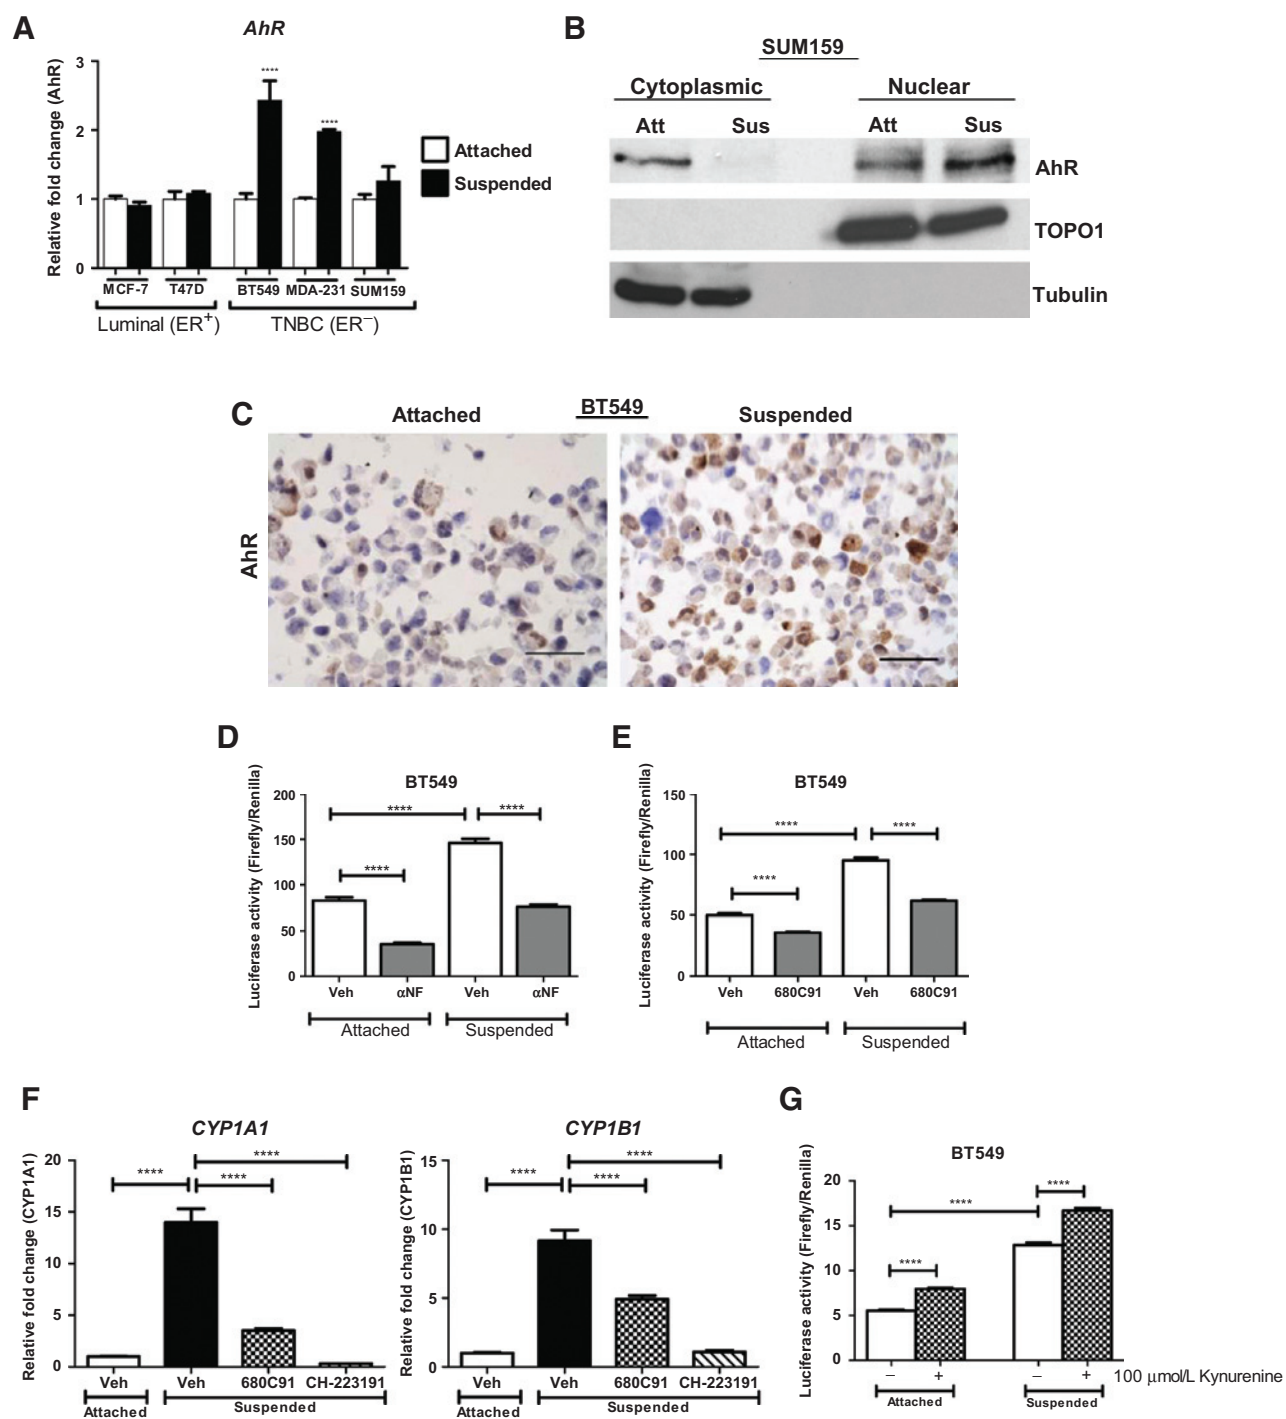 A
AhR
Relative fold change (AhR)
3
2
1
0
****
****
MCF-7 T47D BT549 MDA-231 SUM159
Luminal (ER+) TNBC (ER−)
Attached
Suspended
B
SUM159
Cytoplasmic Nuclear
Att Sus Att Sus
AhR
TOPO1
Tubulin
C
Attached BT549 Suspended
AhR
D
BT549
Luciferase activity (Firefly/Renilla)
200
150
100
50
0
**** ****
****
Veh αNF Veh αNF
Attached Suspended
E
BT549
Luciferase activity (Firefly/Renilla)
150
100
50
0
**** ****
****
Veh 680C91 Veh 680C91
Attached Suspended
F
CYP1A1
Relative fold change (CYP1A1)
20
15
10
5
0
****
**** ****
Veh Veh 680C91 CH-223191
Attached Suspended
CYP1B1
Relative fold change (CYP1B1)
15
10
5
0
****
**** ****
Veh Veh 680C91 CH-223191
Attached Suspended
G
BT549
Luciferase activity (Firefly/Renilla)
20
15
10
5
0
****
****
****
− + − + 100 μmol/L Kynurenine
Attached Suspended